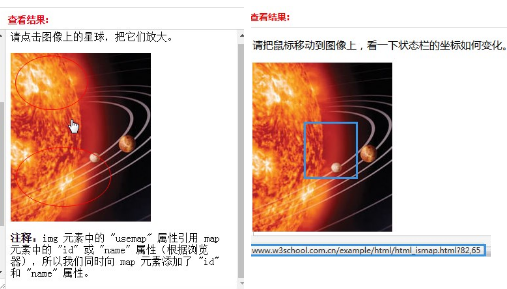 查看结果:
请点击图像上的星球，把它们放大。
注释：img 元素中的 "usemap" 属性引用 map
元素中的 "id" 或 "name" 属性（根据浏览
器），所以我们同时向 map 元素添加了 "id"
和 "name" 属性。
查看结果:
请把鼠标移动到图像上，看一下状态栏的坐标如何变化。
www.w3school.com.cn/example/html/html_ismap.html?82,65